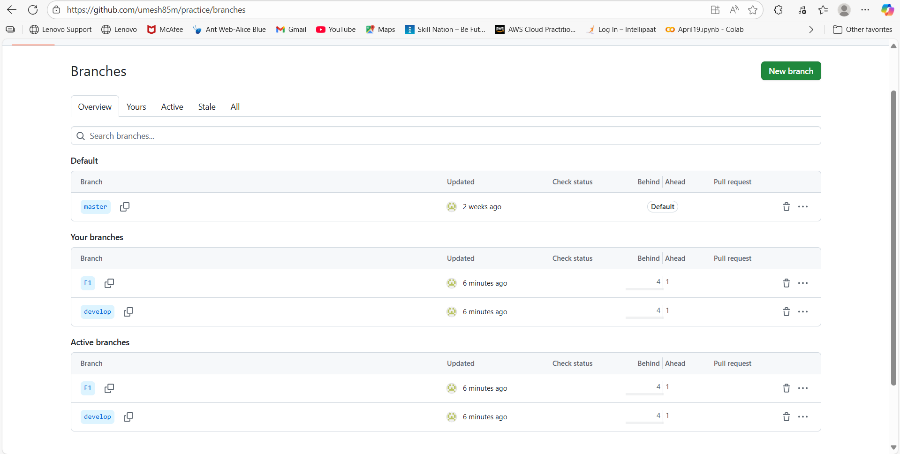 https://github.com/umesh85m/practice/branches
Lenovo Support Lenovo McAfee Ant Web-Alice Blue Gmail YouTube Maps Skill Nation – Be Fut... AWS Cloud Practitio... Log In ‹ Intellipaat April19.ipynb - Colab Other favorites
Branches New branch
Overview Yours Active Stale All
Search branches...
Default
Branch Updated Check status Behind Ahead Pull request
master 2 weeks ago Default
Your branches
Branch Updated Check status Behind Ahead Pull request
F1 6 minutes ago 4 1
develop 6 minutes ago 4 1
Active branches
Branch Updated Check status Behind Ahead Pull request
F1 6 minutes ago 4 1
develop 6 minutes ago 4 1